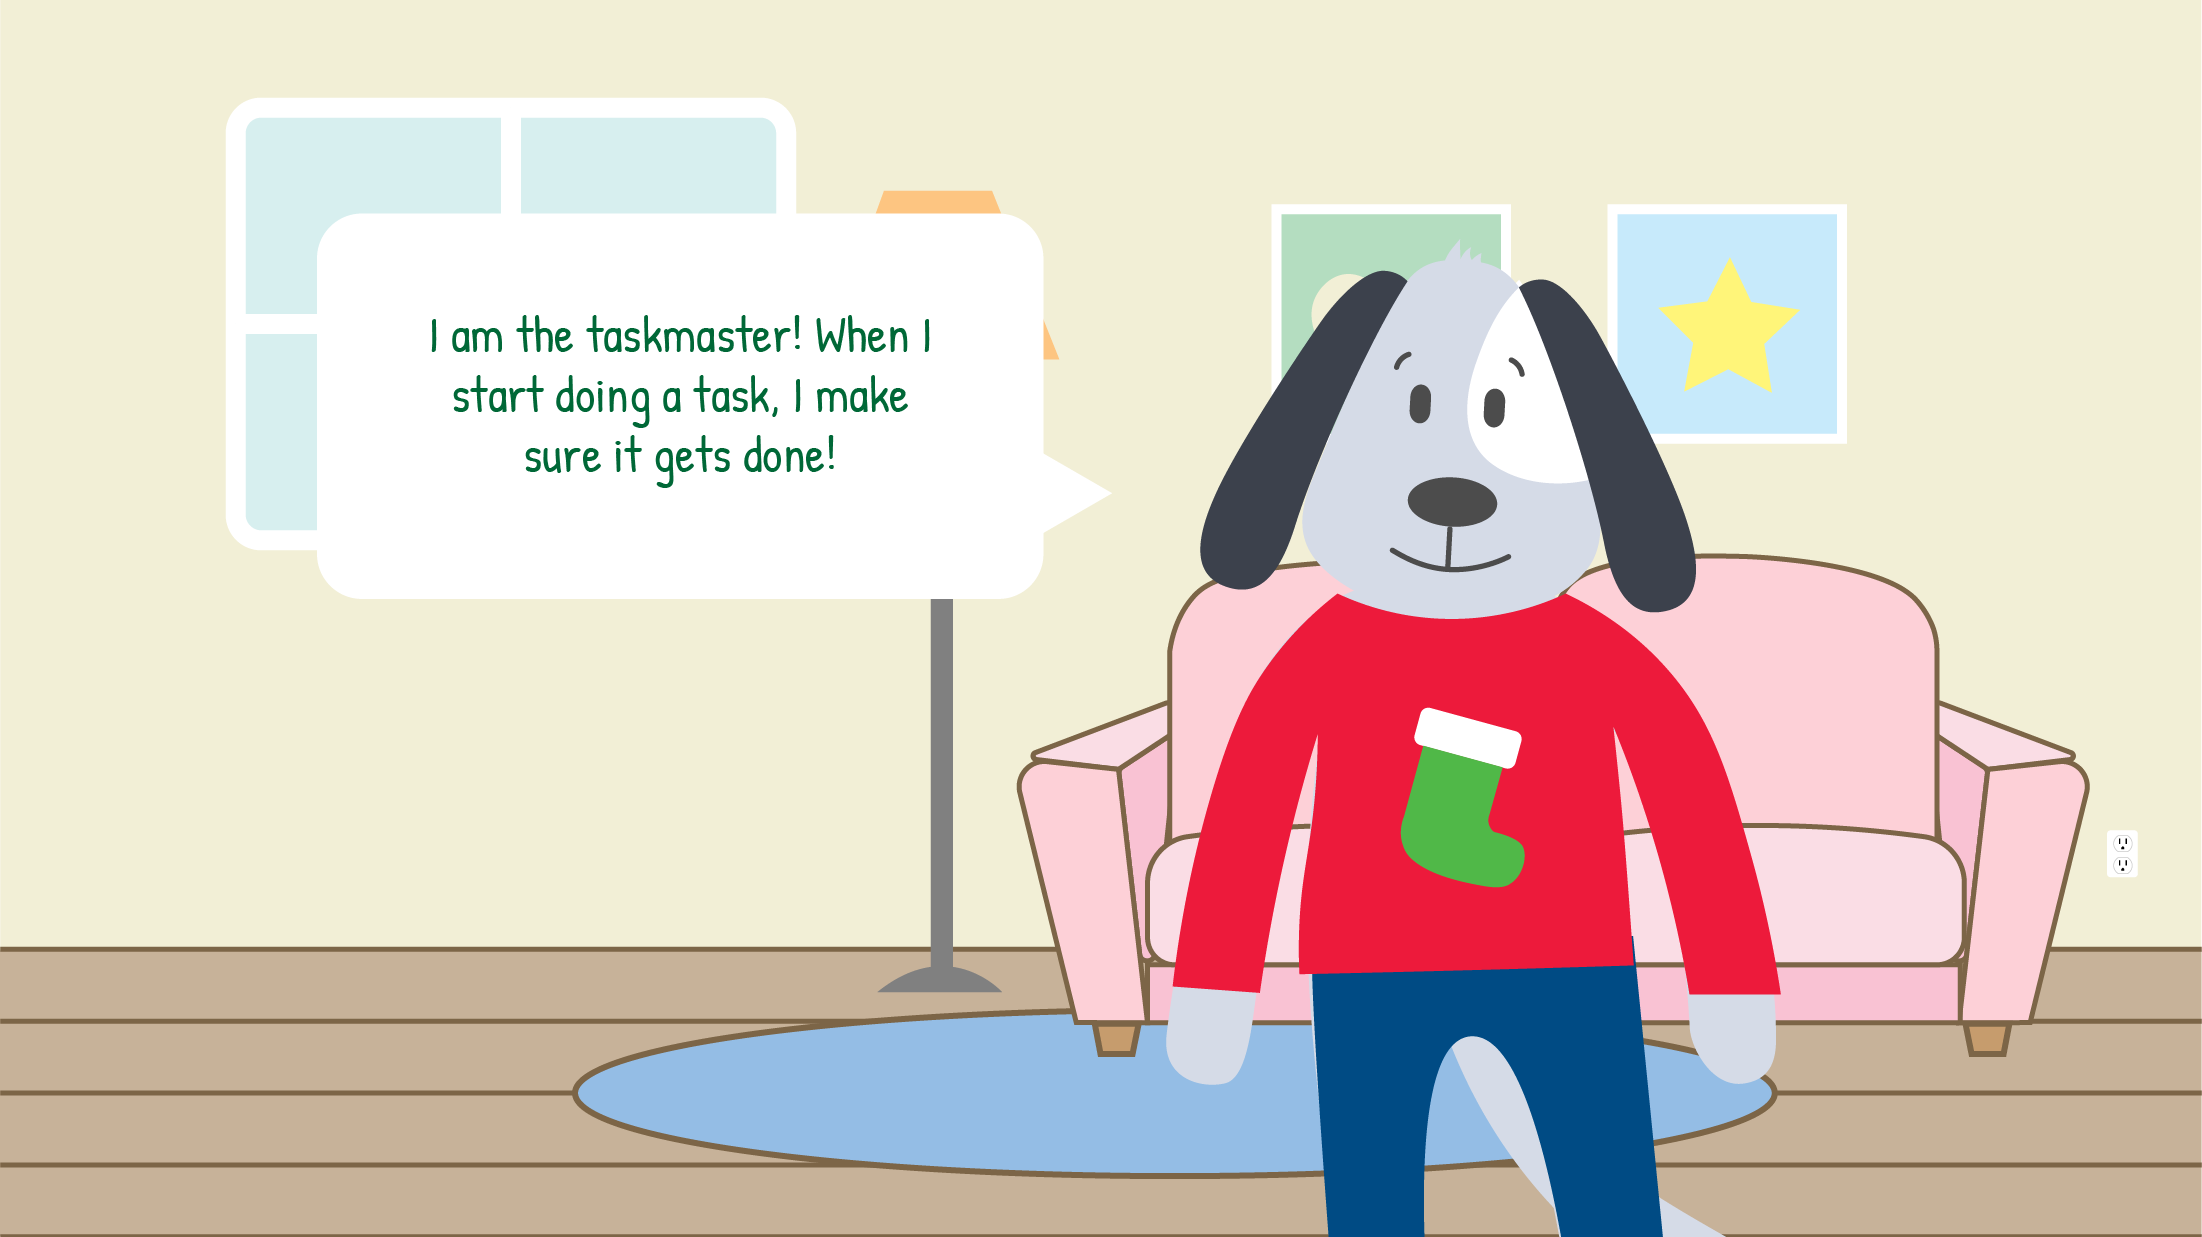 I am the taskmaster! When I
start doing a task, I make
sure it gets done!